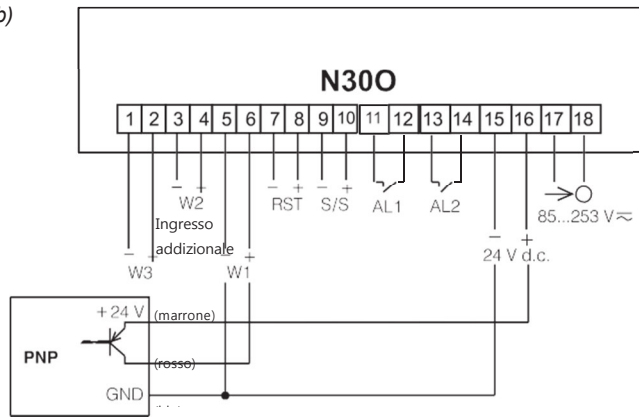 b)
N30O
1 2 3 4 5 6 7 8 9 10 11 12 13 14 15 16 17 18
− + − + − +
W2 RST S/S AL1 AL2
85...253 V≂
Ingresso
addizionale
− + − + − +
W3 W1 24 V d.c.
+24 V (marrone)
PNP
(rosso)
GND